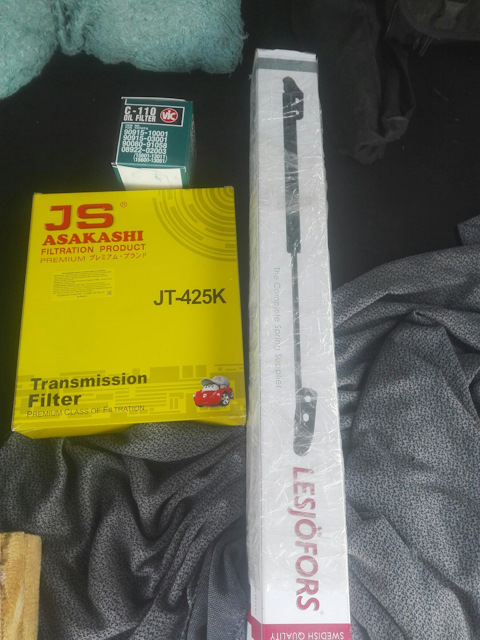 C-110
OIL FILTER
VIC
90915-10001
90915-03001
90080-91058
08922-02003
JS®
ASAKASHI
FILTRATION PRODUCT
PREMIUM プレミアム・ブランド
JT-425K
Transmission
Filter
PREMIUM CLASS OF FILTRATION
The Complete Spring Supplier
LESJÖFORS
SWEDISH QUALITY